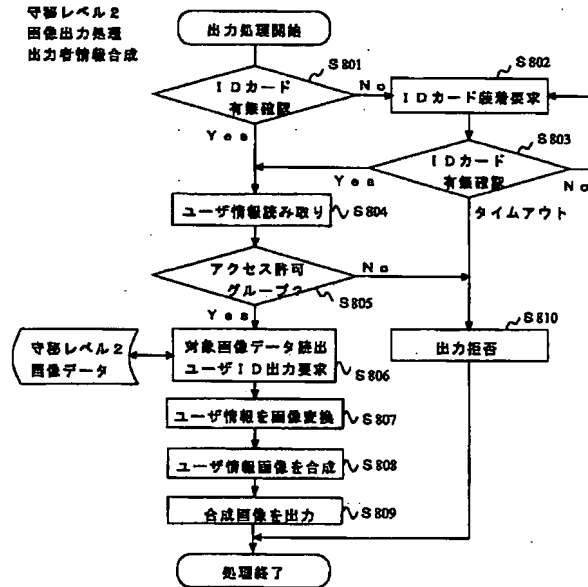 守秘レベル2
画像出力処理
出力者情報合成
出力処理開始
S801
IDカード
有無確認
No
S802
IDカード装着要求
Yes
S803
IDカード
有無確認
Yes
No
タイムアウト
ユーザ情報読み取り
S804
アクセス許可
グループ?
No
S805
Yes
守秘レベル2
画像データ
対象画像データ読出
ユーザID出力要求
S806
S810
出力拒否
ユーザ情報を画像変換
S807
ユーザ情報画像を合成
S808
合成画像を出力
S809
処理終了